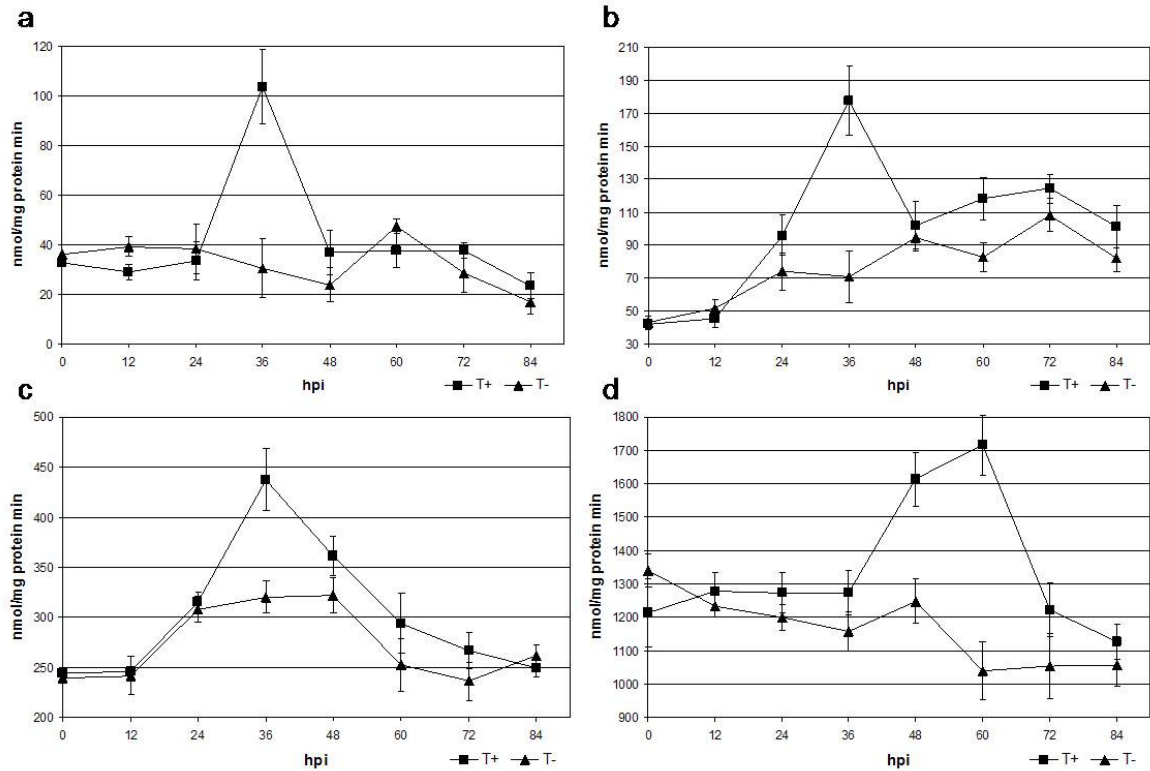 a
120
100
80
60
40
20
0
nmol/mg protein min
0 12 24 36 48 60 72 84
hpi
T+ T-
b
210
190
170
150
130
110
90
70
50
30
nmol/mg protein min
0 12 24 36 48 60 72 84
hpi
T+ T-
c
500
450
400
350
300
250
200
nmol/mg protein min
0 12 24 36 48 60 72 84
hpi
T+ T-
d
1800
1700
1600
1500
1400
1300
1200
1100
1000
900
nmol/mg protein min
0 12 24 36 48 60 72 84
hpi
T+ T-